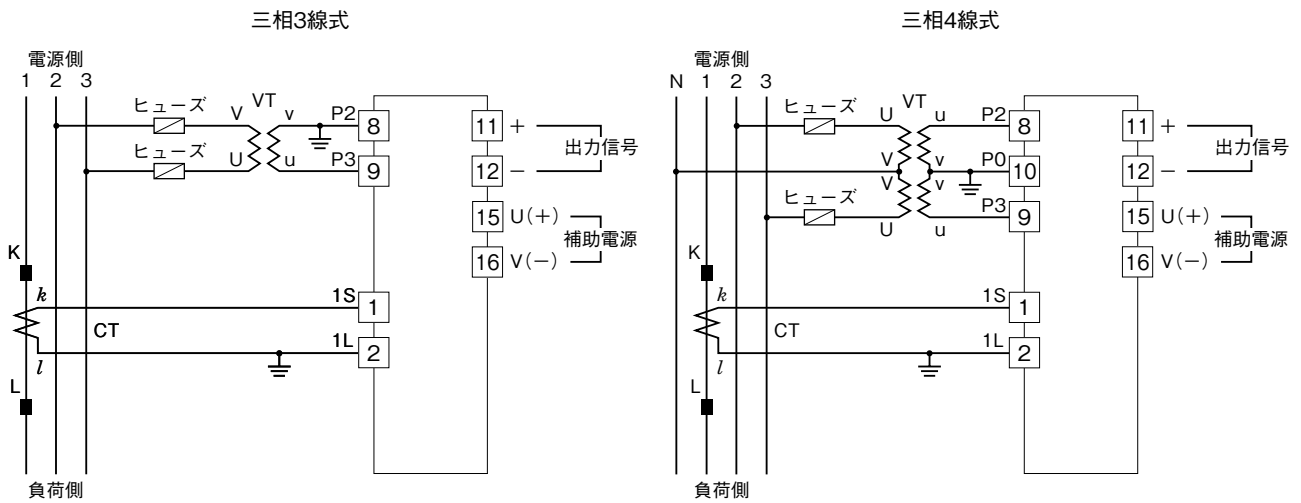 三相3線式
電源側
1 2 3
ヒューズ
V VT v P2 8
ヒューズ
U u P3 9
11 +
出力信号
12 −
15 U(+)
補助電源
16 V(−)
K
k 1S 1
CT
l 1L 2
L
負荷側
三相4線式
電源側
N 1 2 3
ヒューズ
U VT u P2 8
V v P0 10
ヒューズ
V v
U u P3 9
11 +
出力信号
12 −
15 U(+)
補助電源
16 V(−)
K
k 1S 1
CT
l 1L 2
L
負荷側